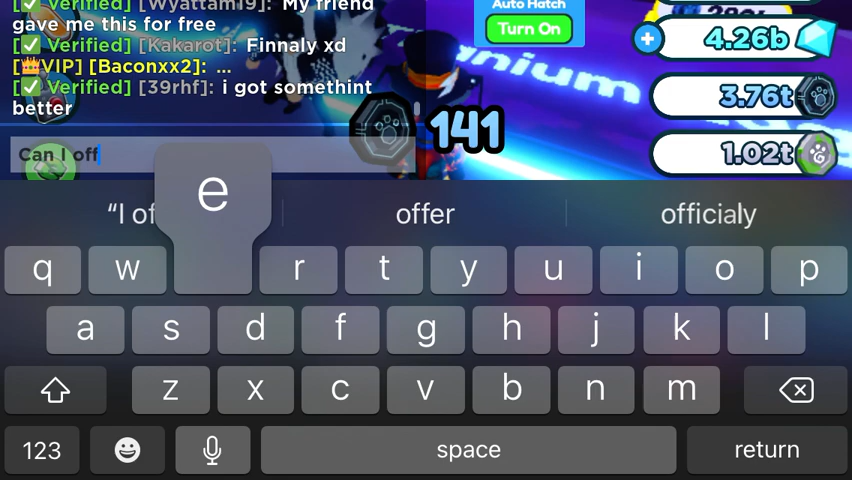 Verified] [Wyattam19]: My friend
gave me this for free
Verified] [Kakarot]: Finnaly xd
[VIP] [Baconxx2]: ...
Verified] [39rhf]: i got somethint
better
Auto Hatch
Turn On
4.26b
nium
3.76t
141
1.02t
Can I off
e
“I of
offer
officialy
q w r t y u i o p
a s d f g h j k l
z x c v b n m
123 space return